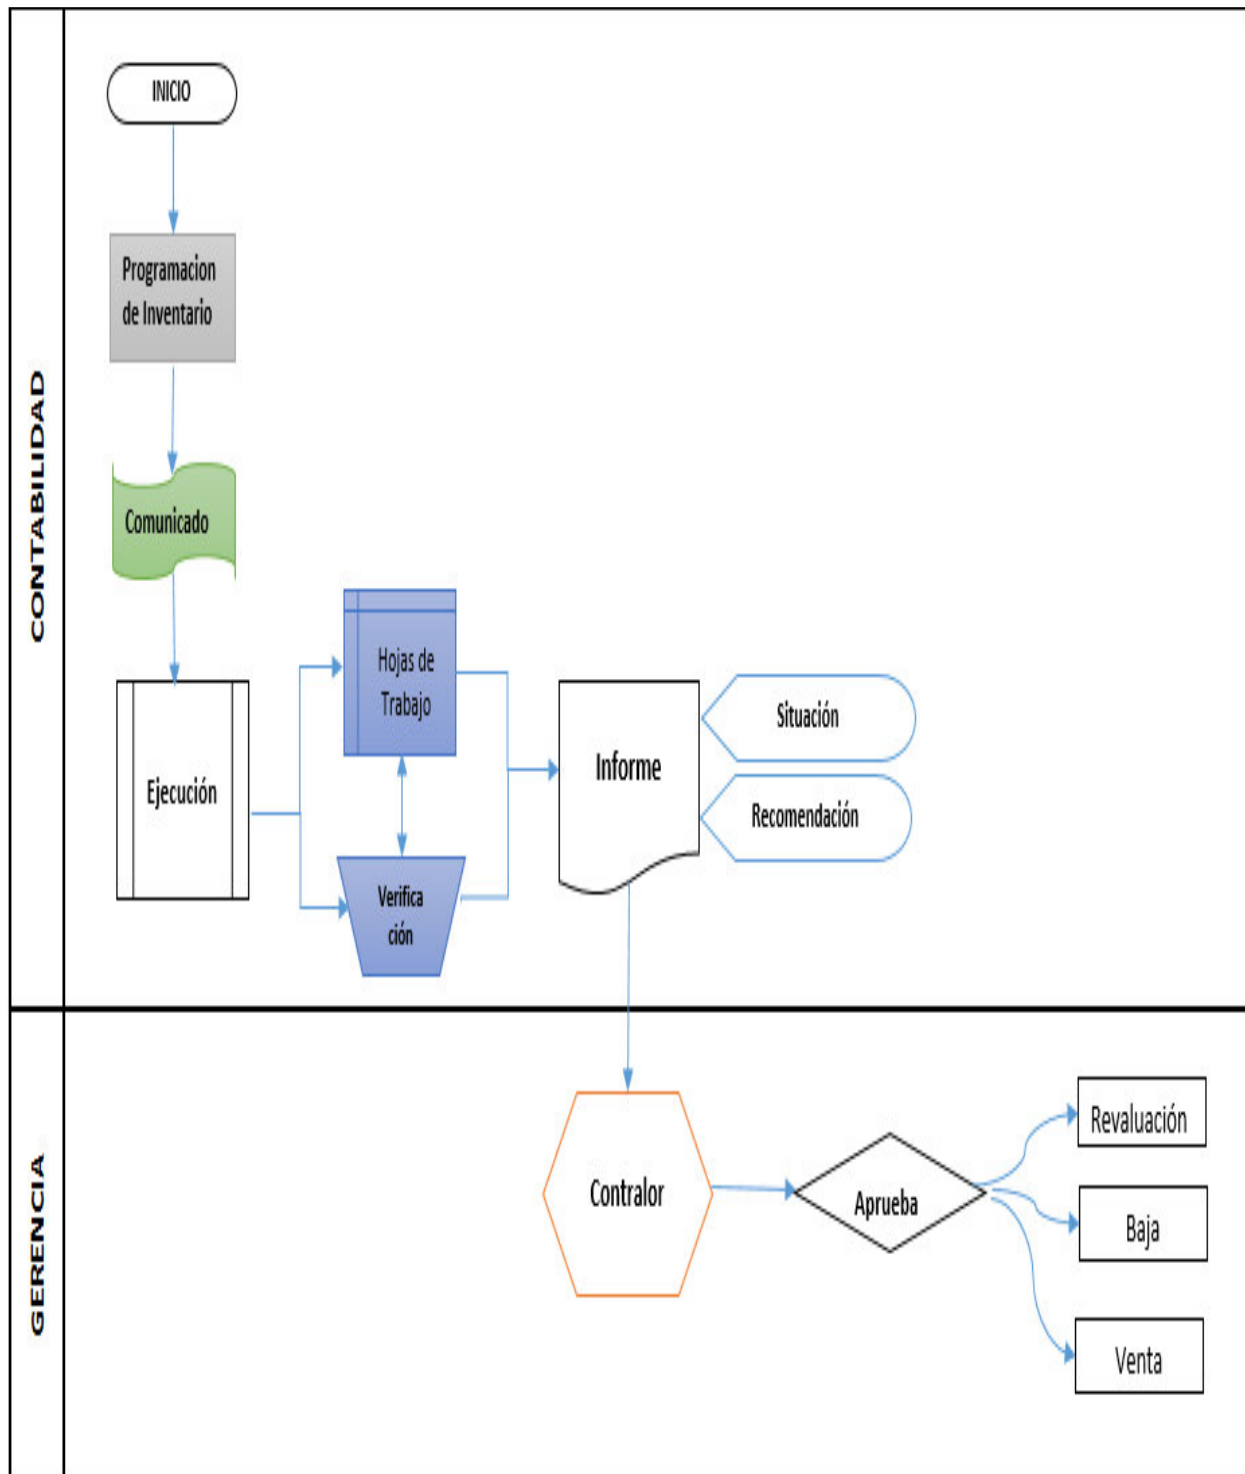 CONTABILIDAD
INICIO
Programacion
de Inventario
Comunicado
Ejecución
Hojas de
Trabajo
Verifica
ción
Informe
Situación
Recomendación
GERENCIA
Contralor
Aprueba
Revaluación
Baja
Venta